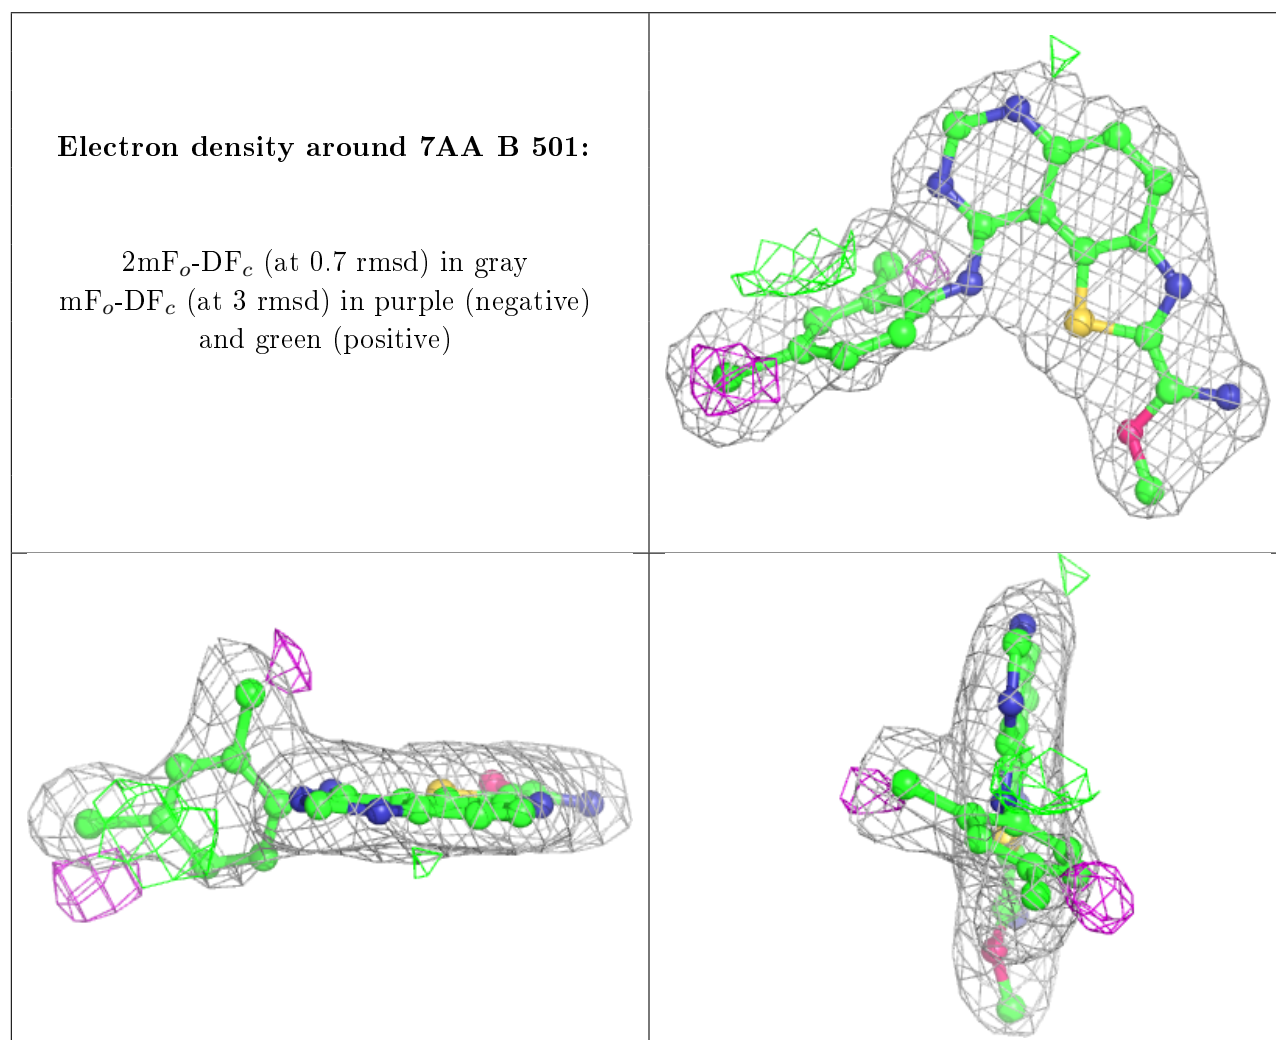 Electron density around 7AA B 501:
2mFₒ-DF𝑐 (at 0.7 rmsd) in gray
mFₒ-DF𝑐 (at 3 rmsd) in purple (negative)
and green (positive)